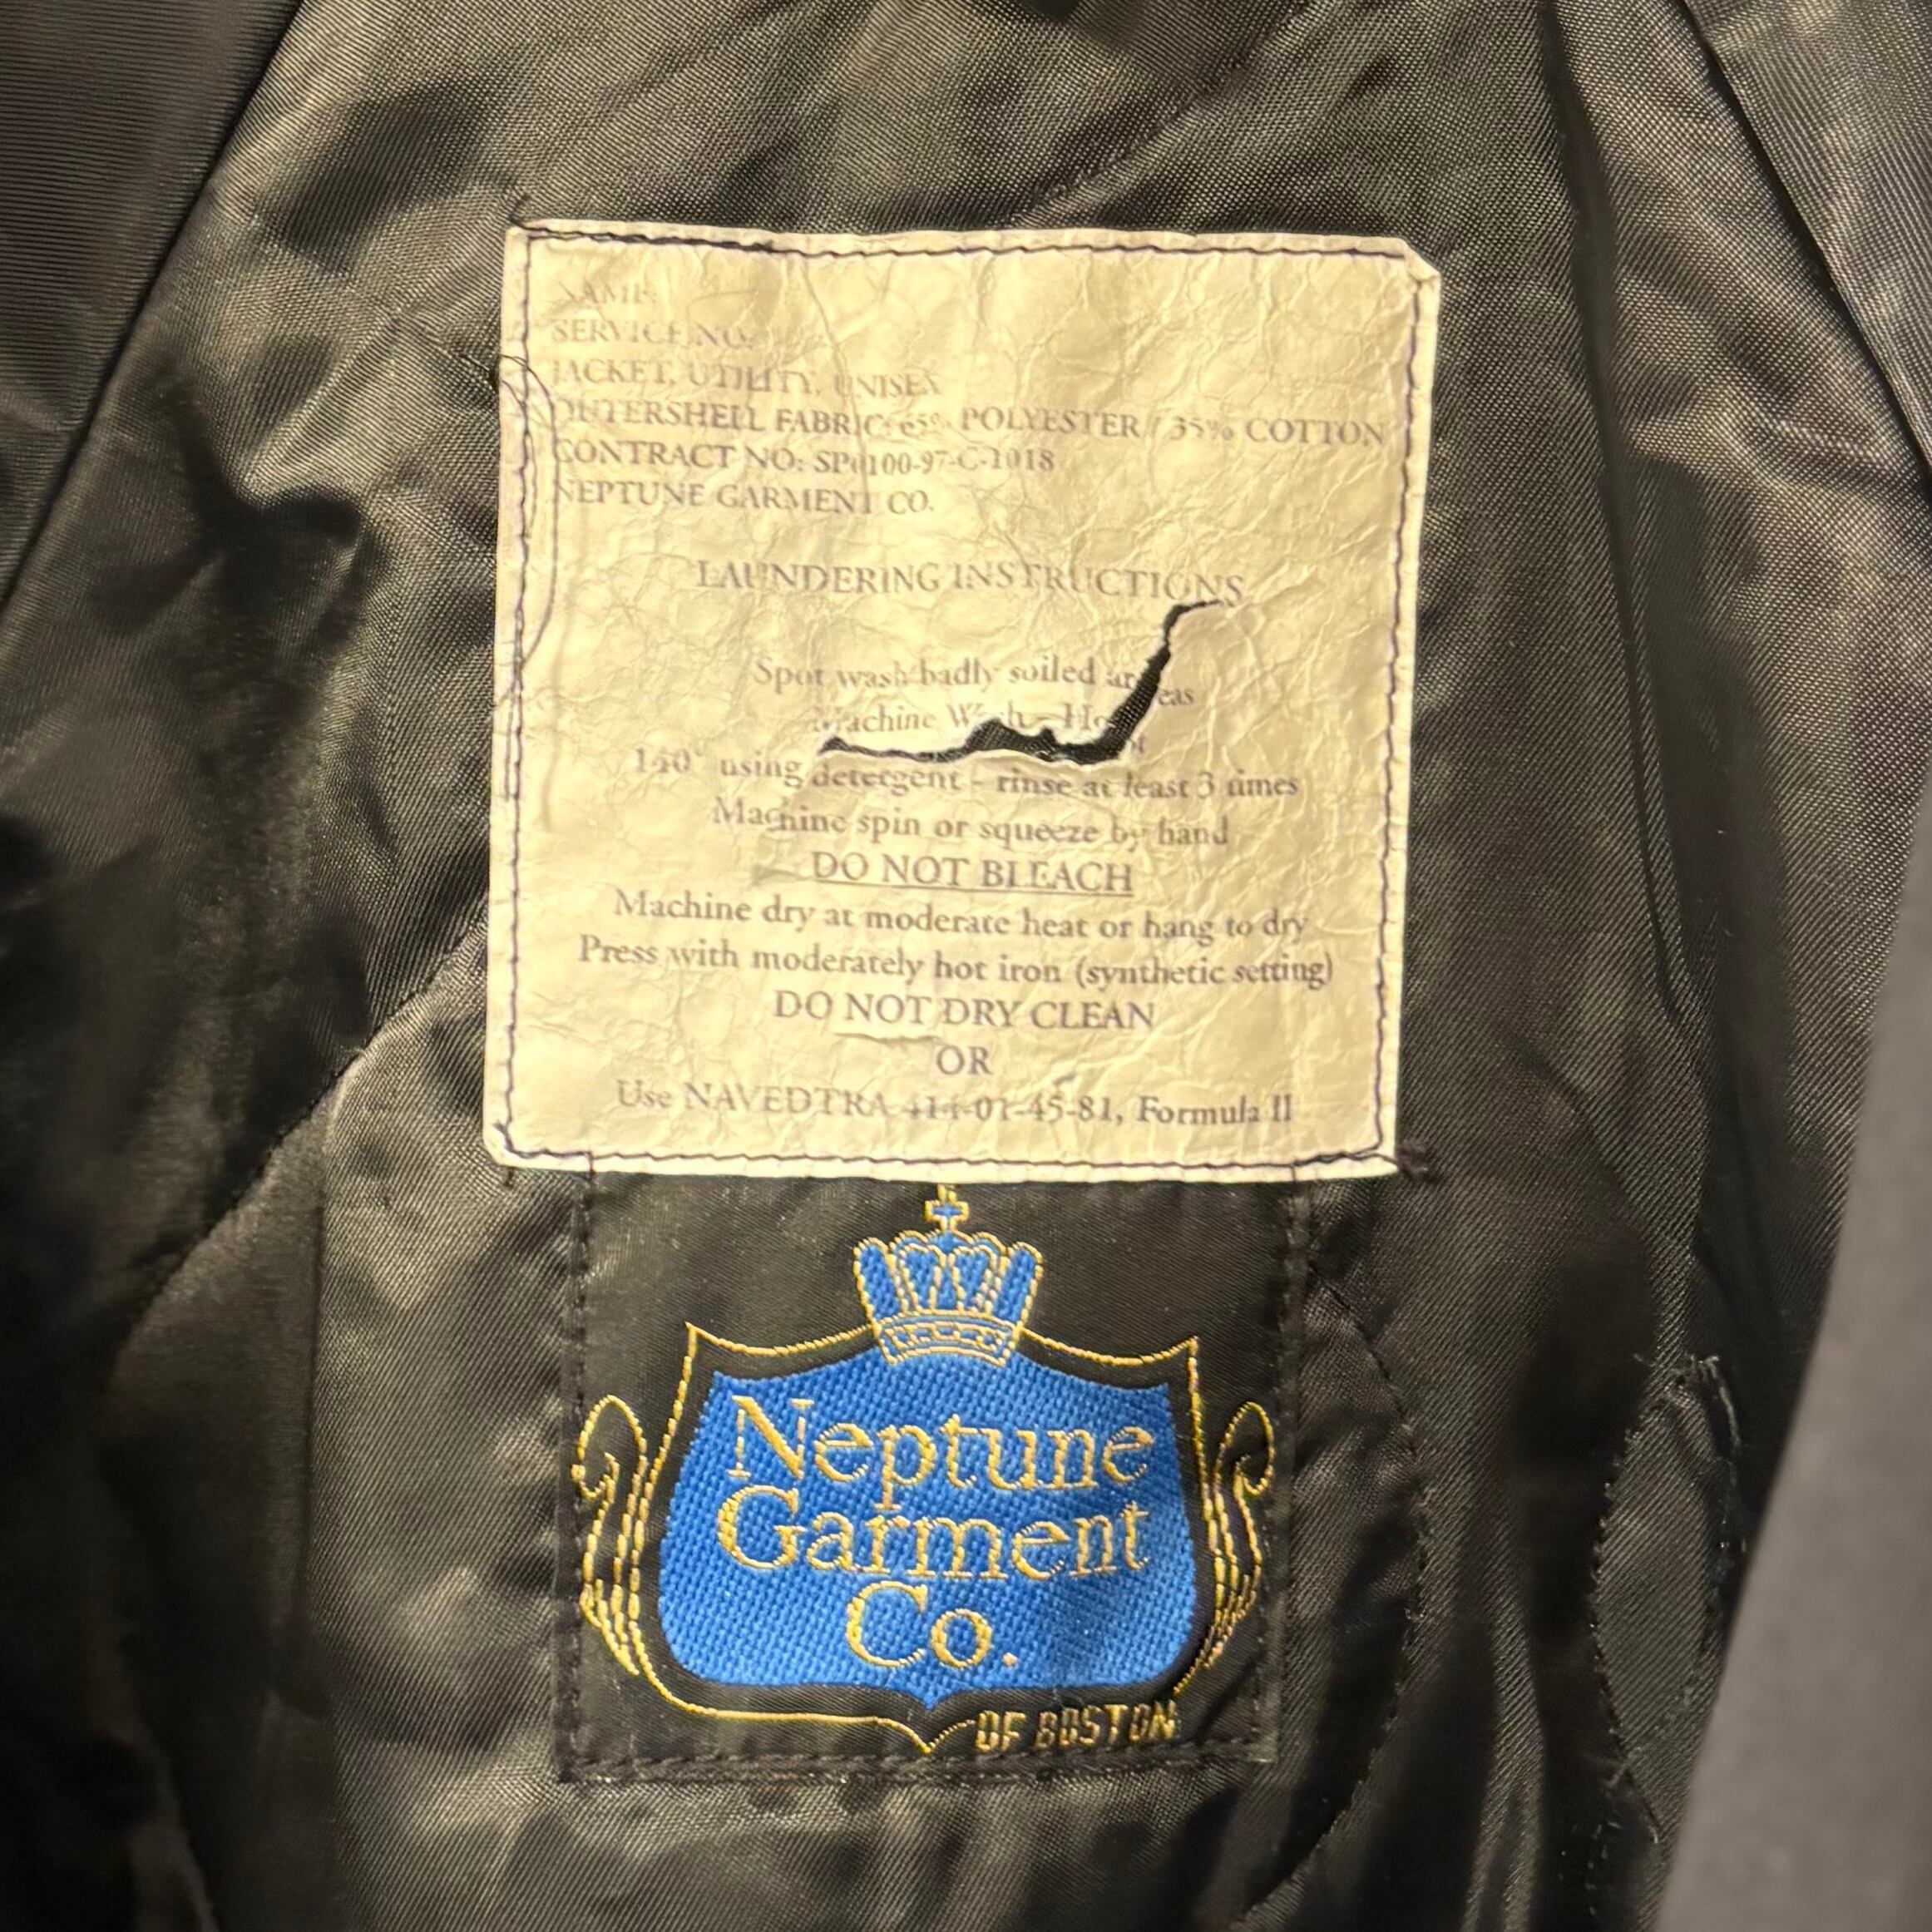 NAME:
SERVICE NO:
JACKET, UTILITY, UNISEX
OUTERSHELL FABRIC: 65% POLYESTER / 35% COTTON
CONTRACT NO: SP0100-97-C-1018
NEPTUNE GARMENT CO.
LAUNDERING INSTRUCTIONS
Spot wash badly soiled areas
Machine Wash - Hot
140° using detergent - rinse at least 3 times
Machine spin or squeeze by hand
DO NOT BLEACH
Machine dry at moderate heat or hang to dry
Press with moderately hot iron (synthetic setting)
DO NOT DRY CLEAN
OR
Use NAVEDTRA 414-01-45-81, Formula II
Neptune
Garment
Co.
OF BOSTON